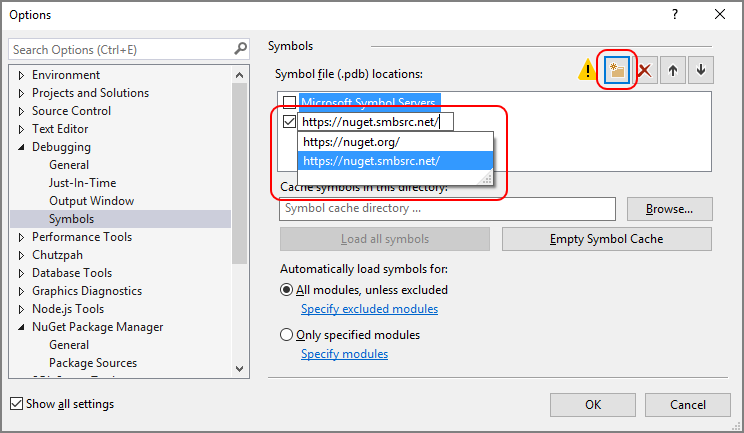 Options
Search Options (Ctrl+E)
Environment
Projects and Solutions
Source Control
Text Editor
Debugging
General
Just-In-Time
Output Window
Symbols
Performance Tools
Chutzpah
Database Tools
Graphics Diagnostics
Node.js Tools
NuGet Package Manager
General
Package Sources
Show all settings
Symbols
Symbol file (.pdb) locations:
Microsoft Symbol Servers
https://nuget.smbsrc.net/
https://nuget.org/
https://nuget.smbsrc.net/
Cache symbols in this directory:
Symbol cache directory ...
Browse...
Load all symbols
Empty Symbol Cache
Automatically load symbols for:
All modules, unless excluded
Specify excluded modules
Only specified modules
Specify modules
OK
Cancel